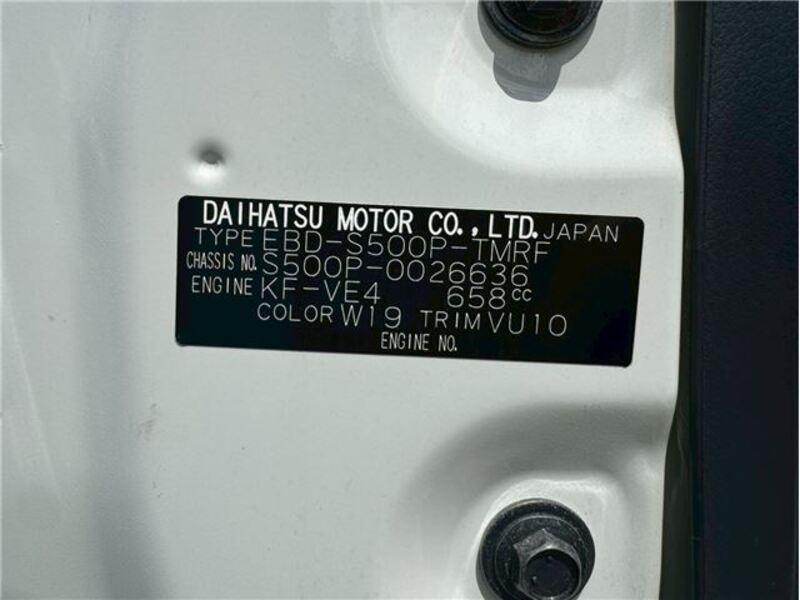 DAIHATSU MOTOR CO., LTD. JAPAN
TYPE EBD-S500P-TMRF
CHASSIS NO. S500P-0026636
ENGINE KF-VE4 658cc
COLOR W19 TRIM VU10
ENGINE NO.